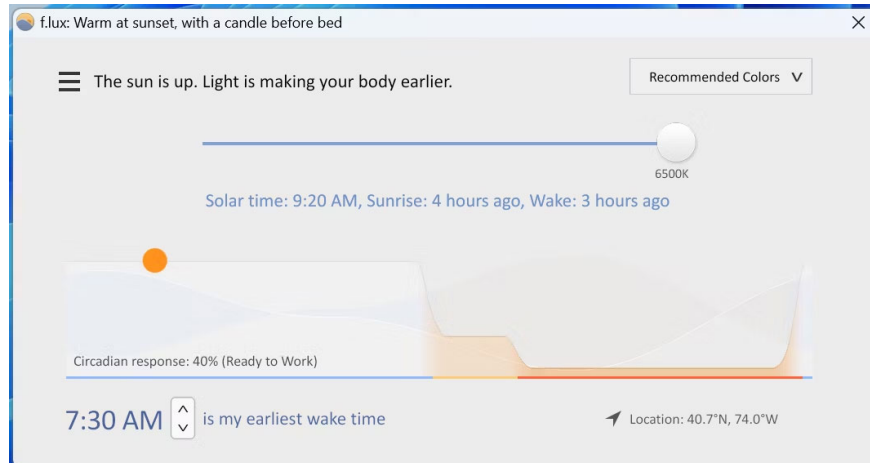 f.lux: Warm at sunset, with a candle before bed
The sun is up. Light is making your body earlier.
Recommended Colors
6500K
Solar time: 9:20 AM, Sunrise: 4 hours ago, Wake: 3 hours ago
Circadian response: 40% (Ready to Work)
7:30 AM is my earliest wake time
Location: 40.7°N, 74.0°W